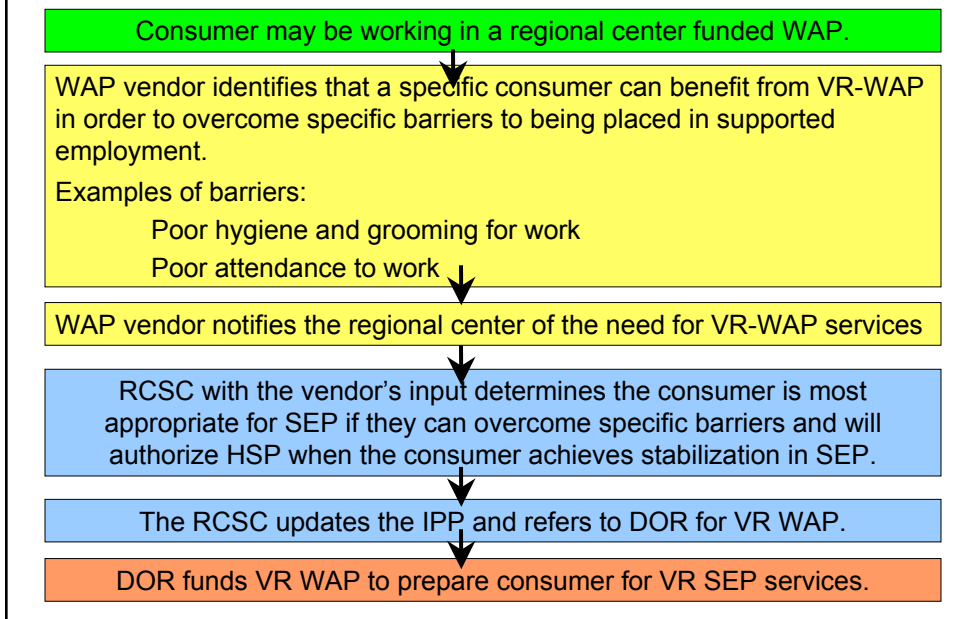 Consumer may be working in a regional center funded WAP.
WAP vendor identifies that a specific consumer can benefit from VR-WAP
in order to overcome specific barriers to being placed in supported
employment.
Examples of barriers:
Poor hygiene and grooming for work
Poor attendance to work
WAP vendor notifies the regional center of the need for VR-WAP services
RCSC with the vendor’s input determines the consumer is most
appropriate for SEP if they can overcome specific barriers and will
authorize HSP when the consumer achieves stabilization in SEP.
The RCSC updates the IPP and refers to DOR for VR WAP.
DOR funds VR WAP to prepare consumer for VR SEP services.